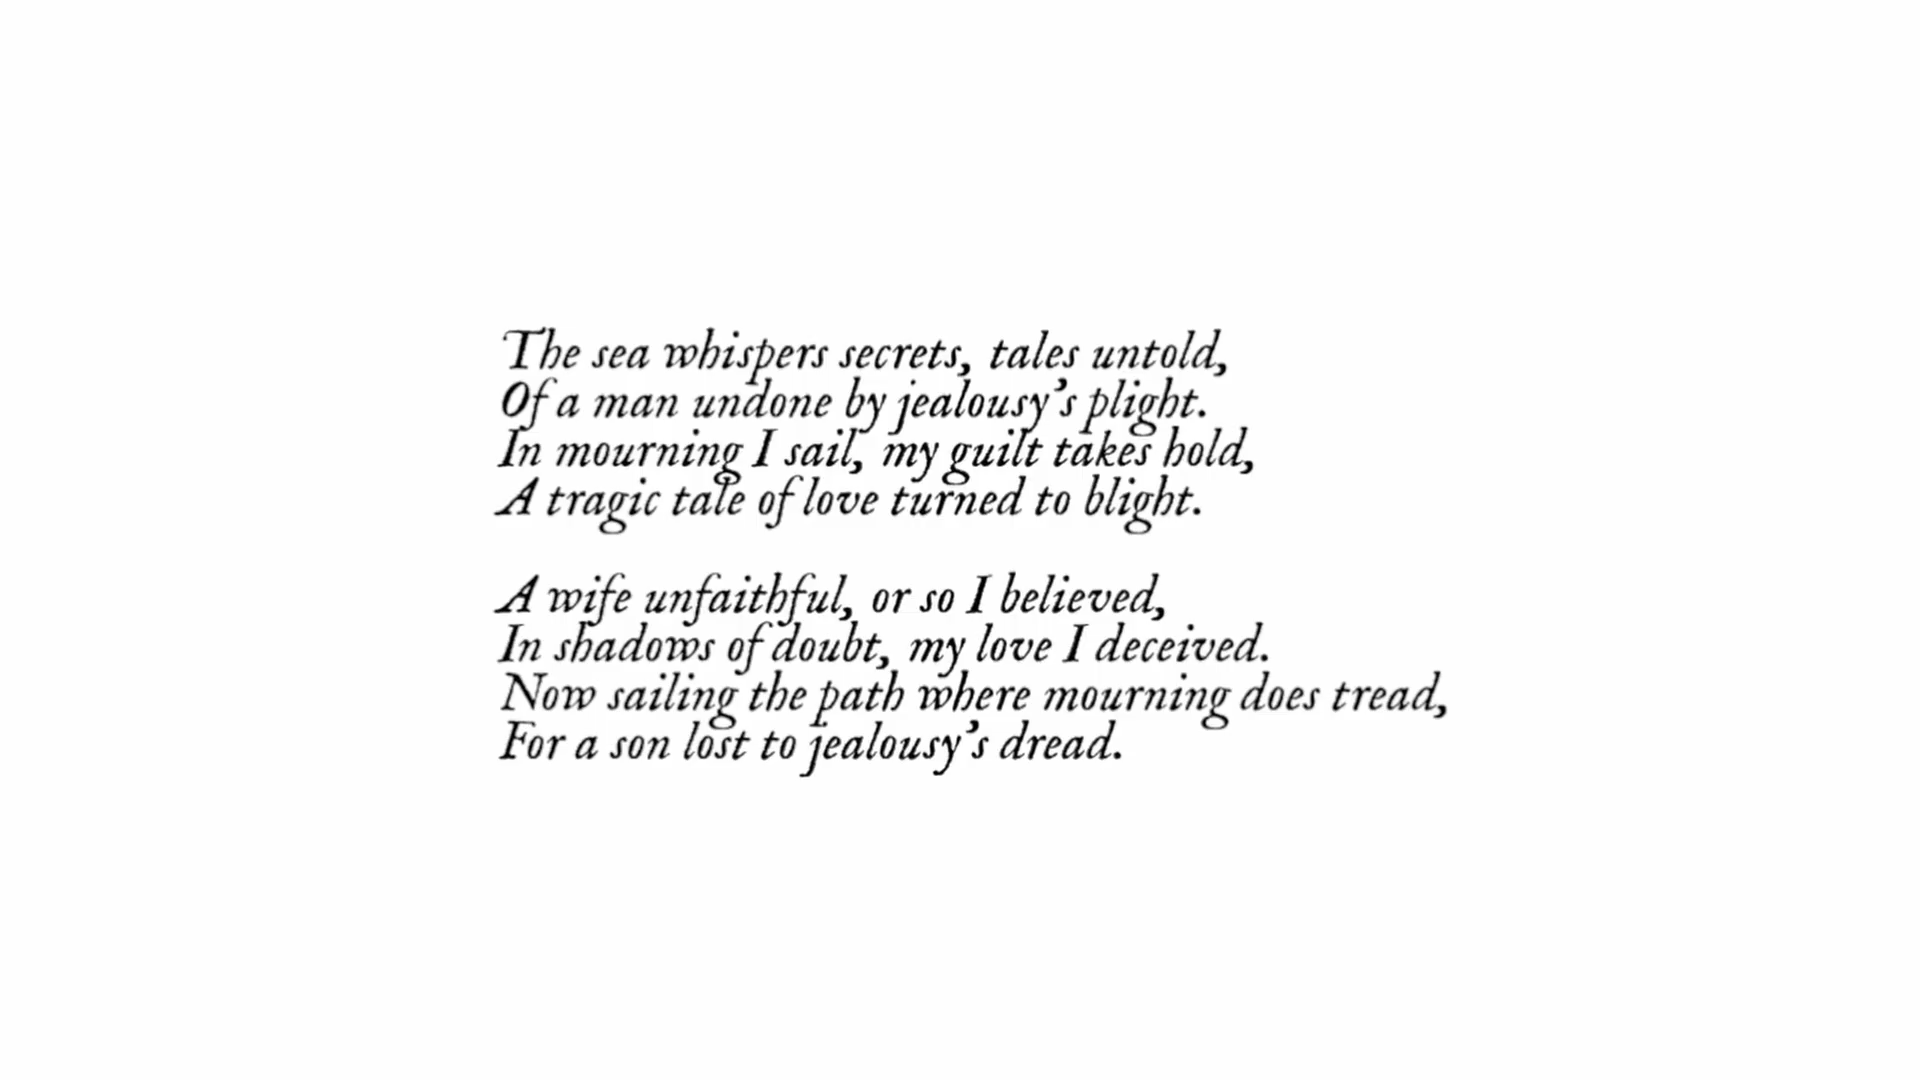 The sea whispers secrets, tales untold,
Of a man undone by jealousy's plight.
In mourning I sail, my guilt takes hold,
A tragic tale of love turned to blight.
A wife unfaithful, or so I believed,
In shadows of doubt, my love I deceived.
Now sailing the path where mourning does tread,
For a son lost to jealousy's dread.